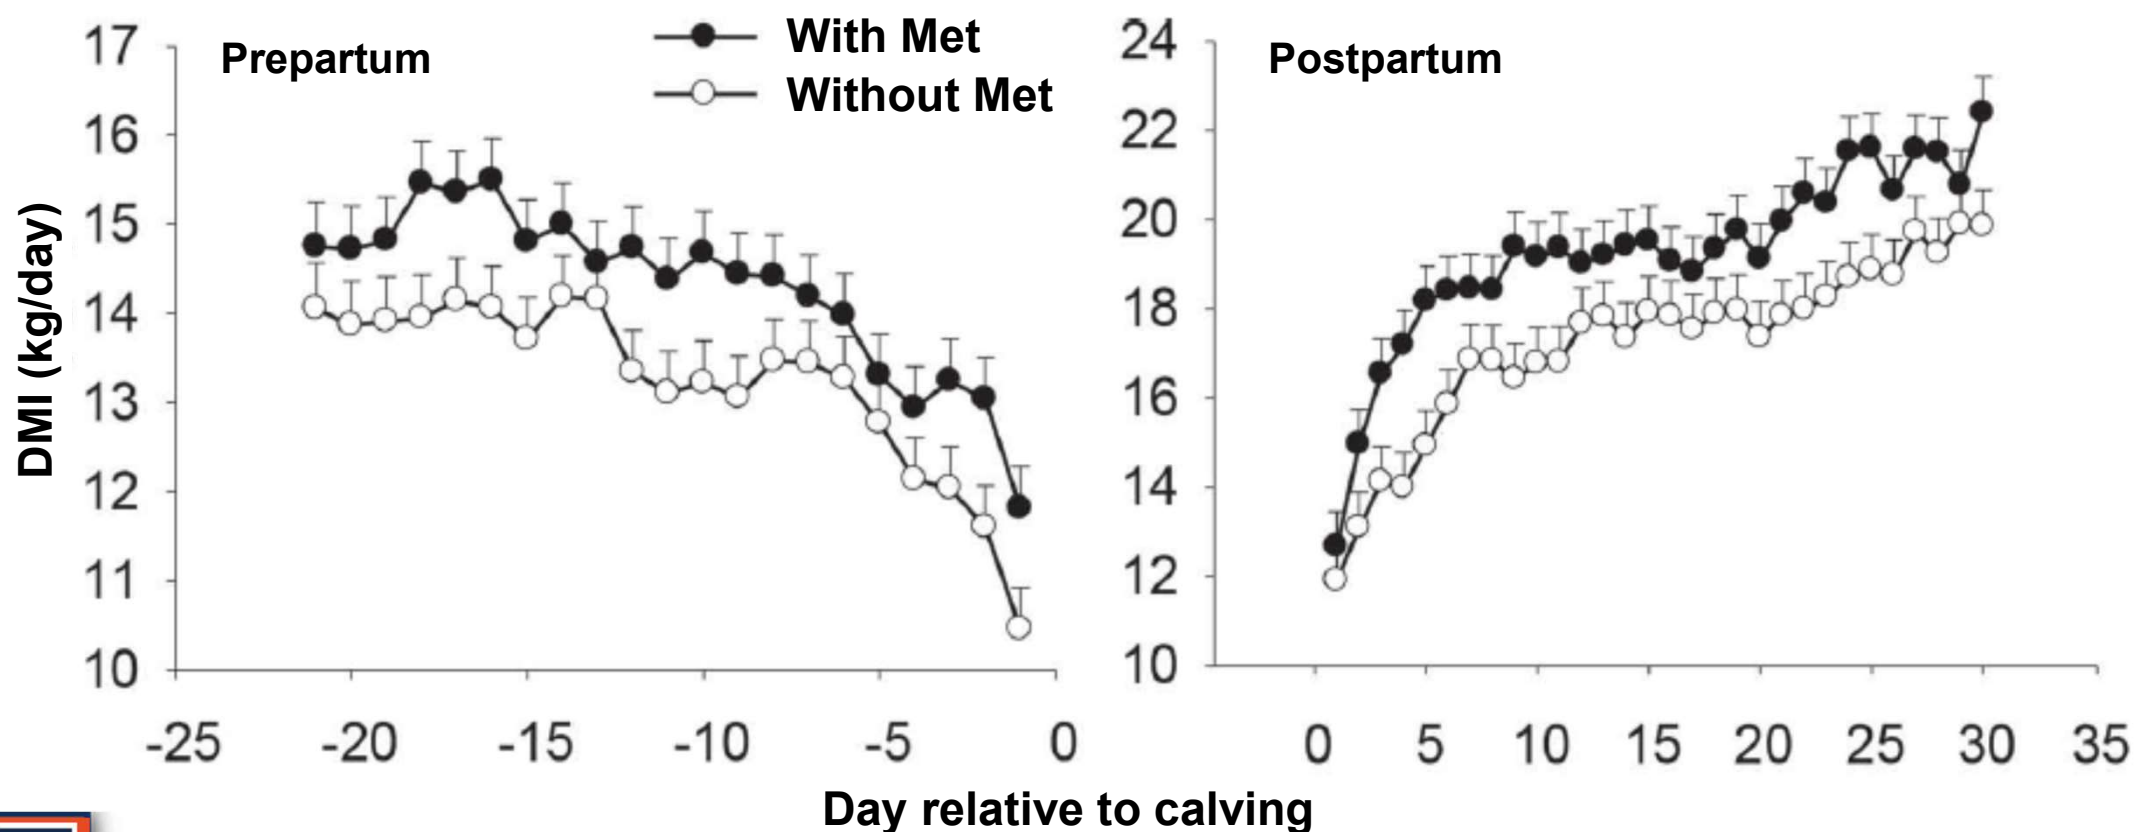 Prepartum
With Met
Without Met
Postpartum
DMI (kg/day)
17
16
15
14
13
12
11
10
-25 -20 -15 -10 -5 0
24
22
20
18
16
14
12
10
0 5 10 15 20 25 30 35
Day relative to calving